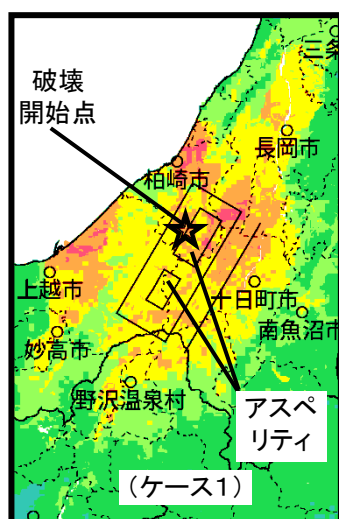 三条
破壊
開始点
長岡市
柏崎市
上越市
十日町市
南魚沼市
妙高市
野沢温泉村
アスペ
リティ
（ケース1）